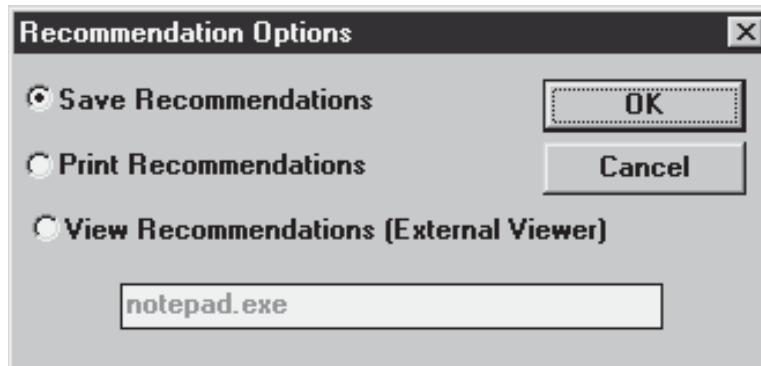 Recommendation Options
Save Recommendations
OK
Print Recommendations
Cancel
View Recommendations (External Viewer)
notepad.exe